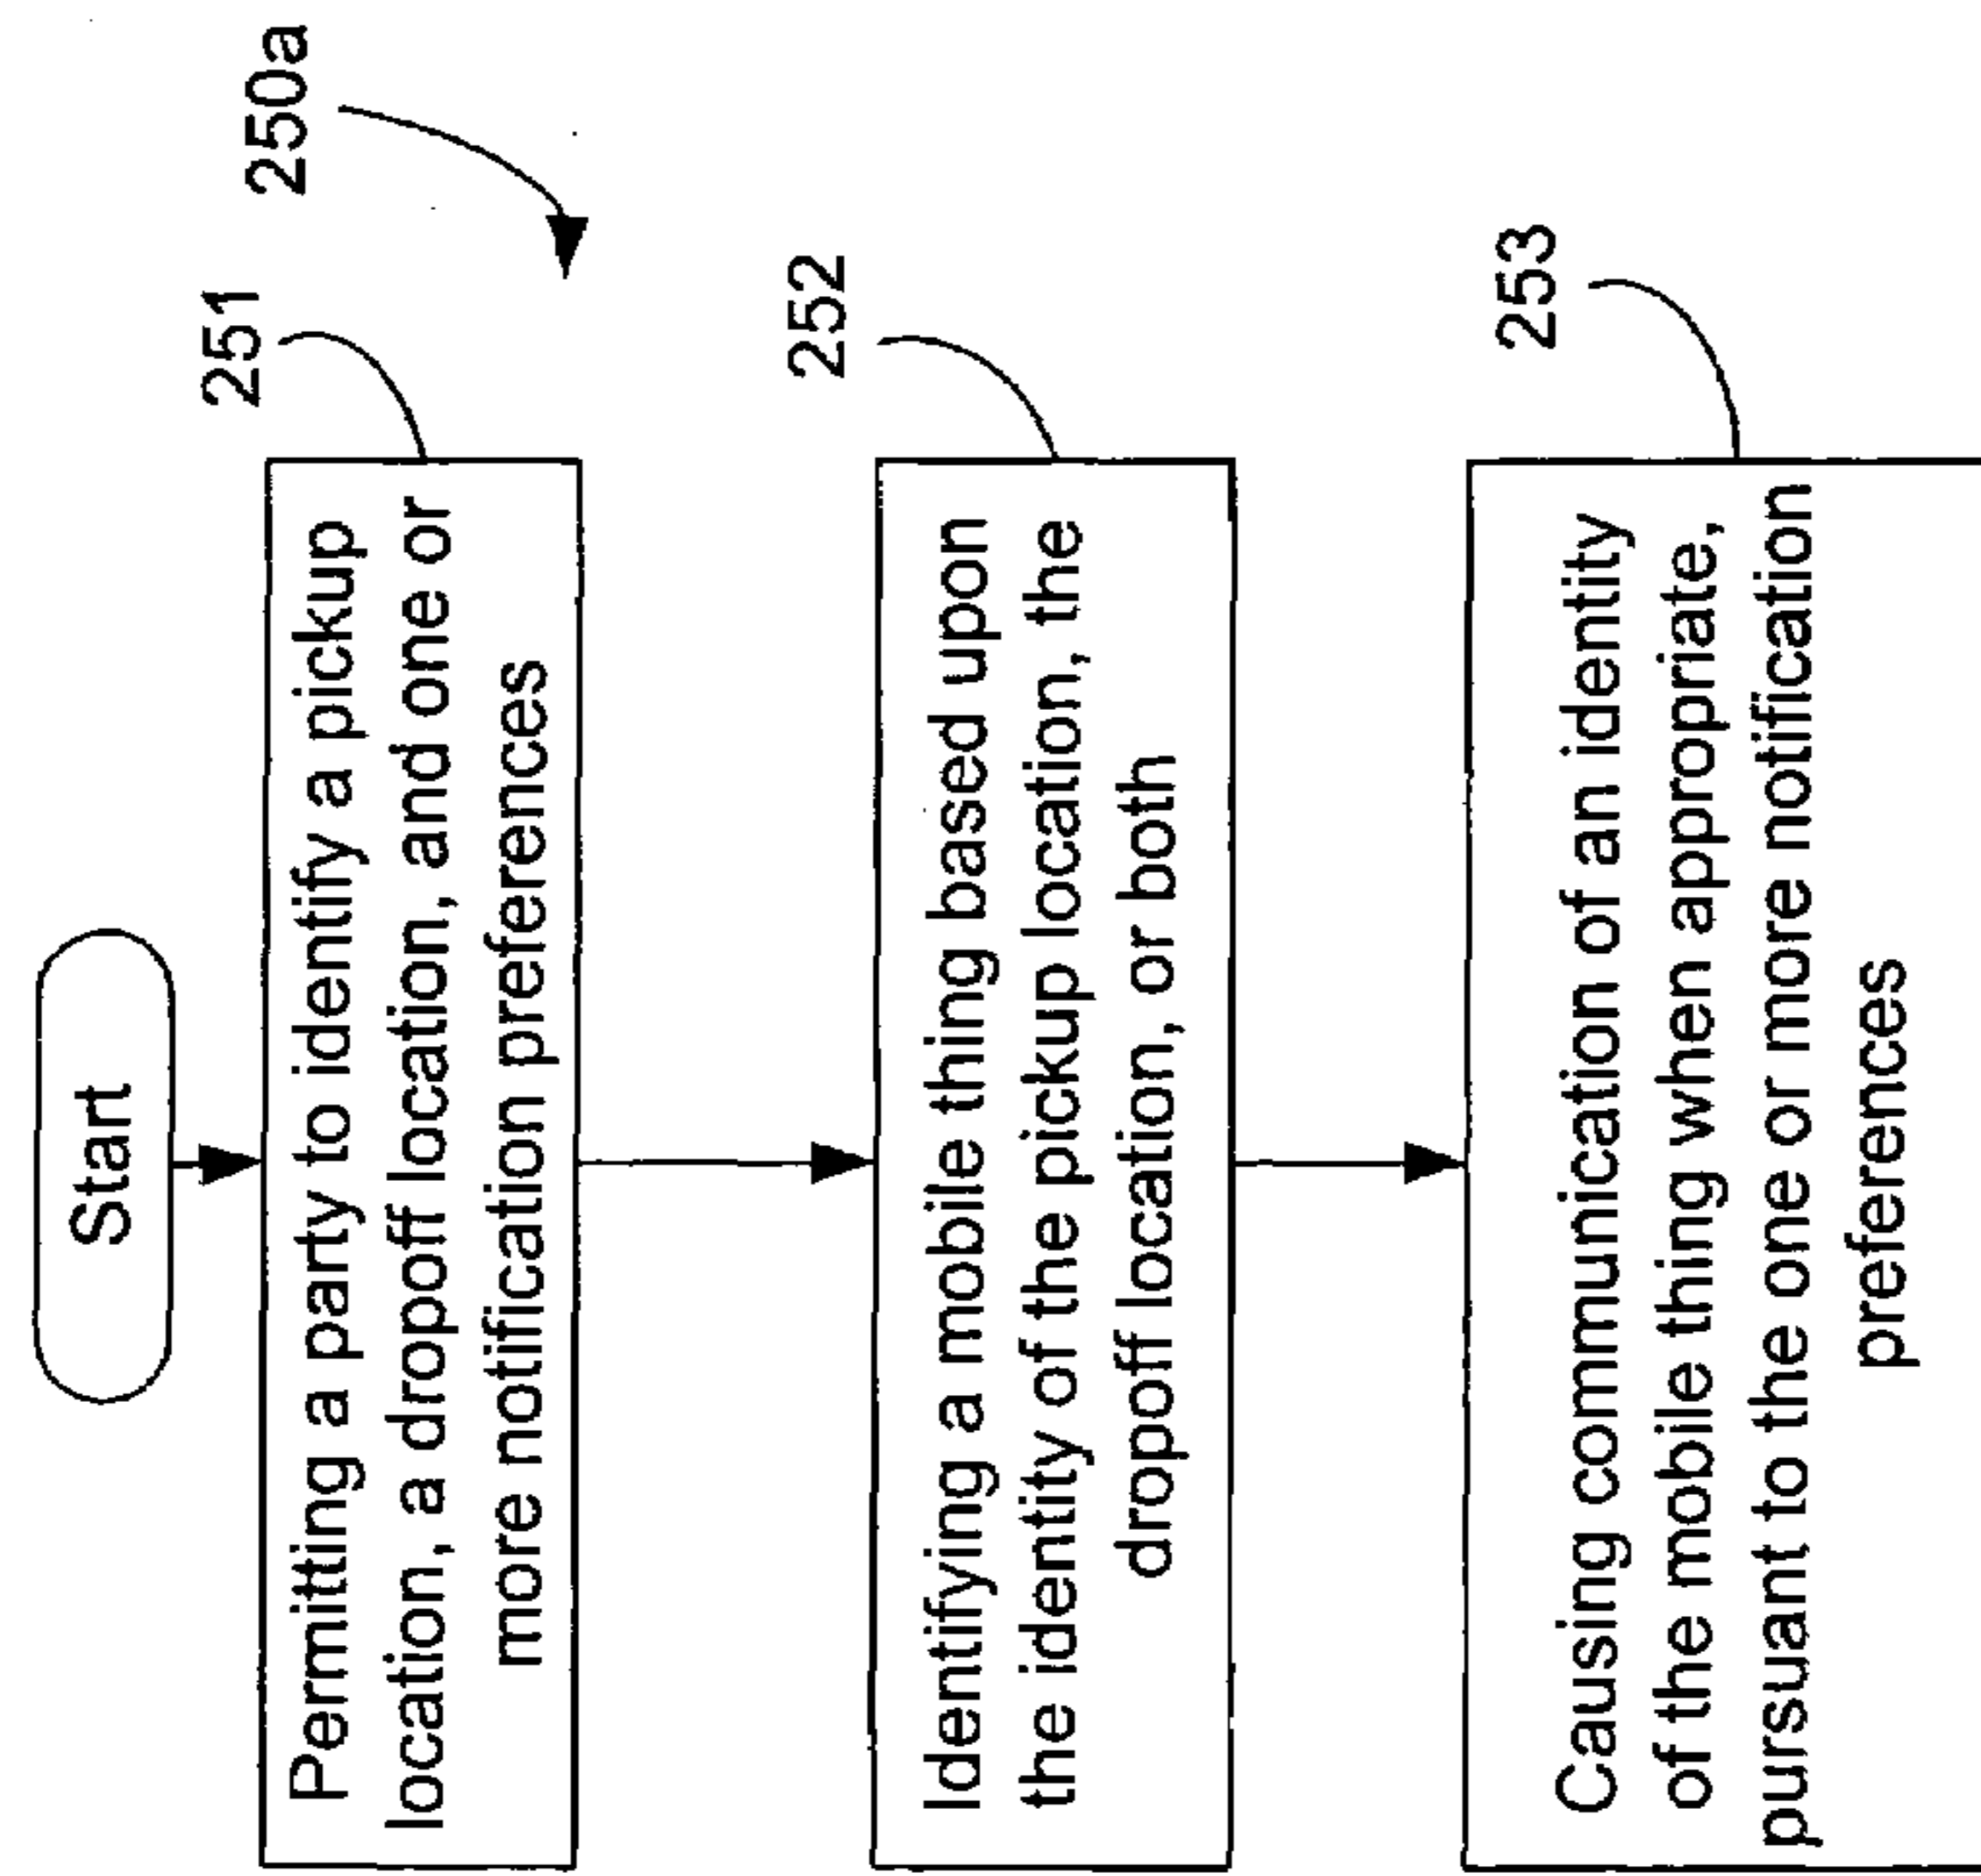 250a
Start
251
Permitting a party to identify a pickup
location, a dropoff location, and one or
more notification preferences
252
Identifying a mobile thing based upon
the identity of the pickup location, the
dropoff location, or both
253
Causing communication of an identity
of the mobile thing when appropriate,
pursuant to the one or more notification
preferences